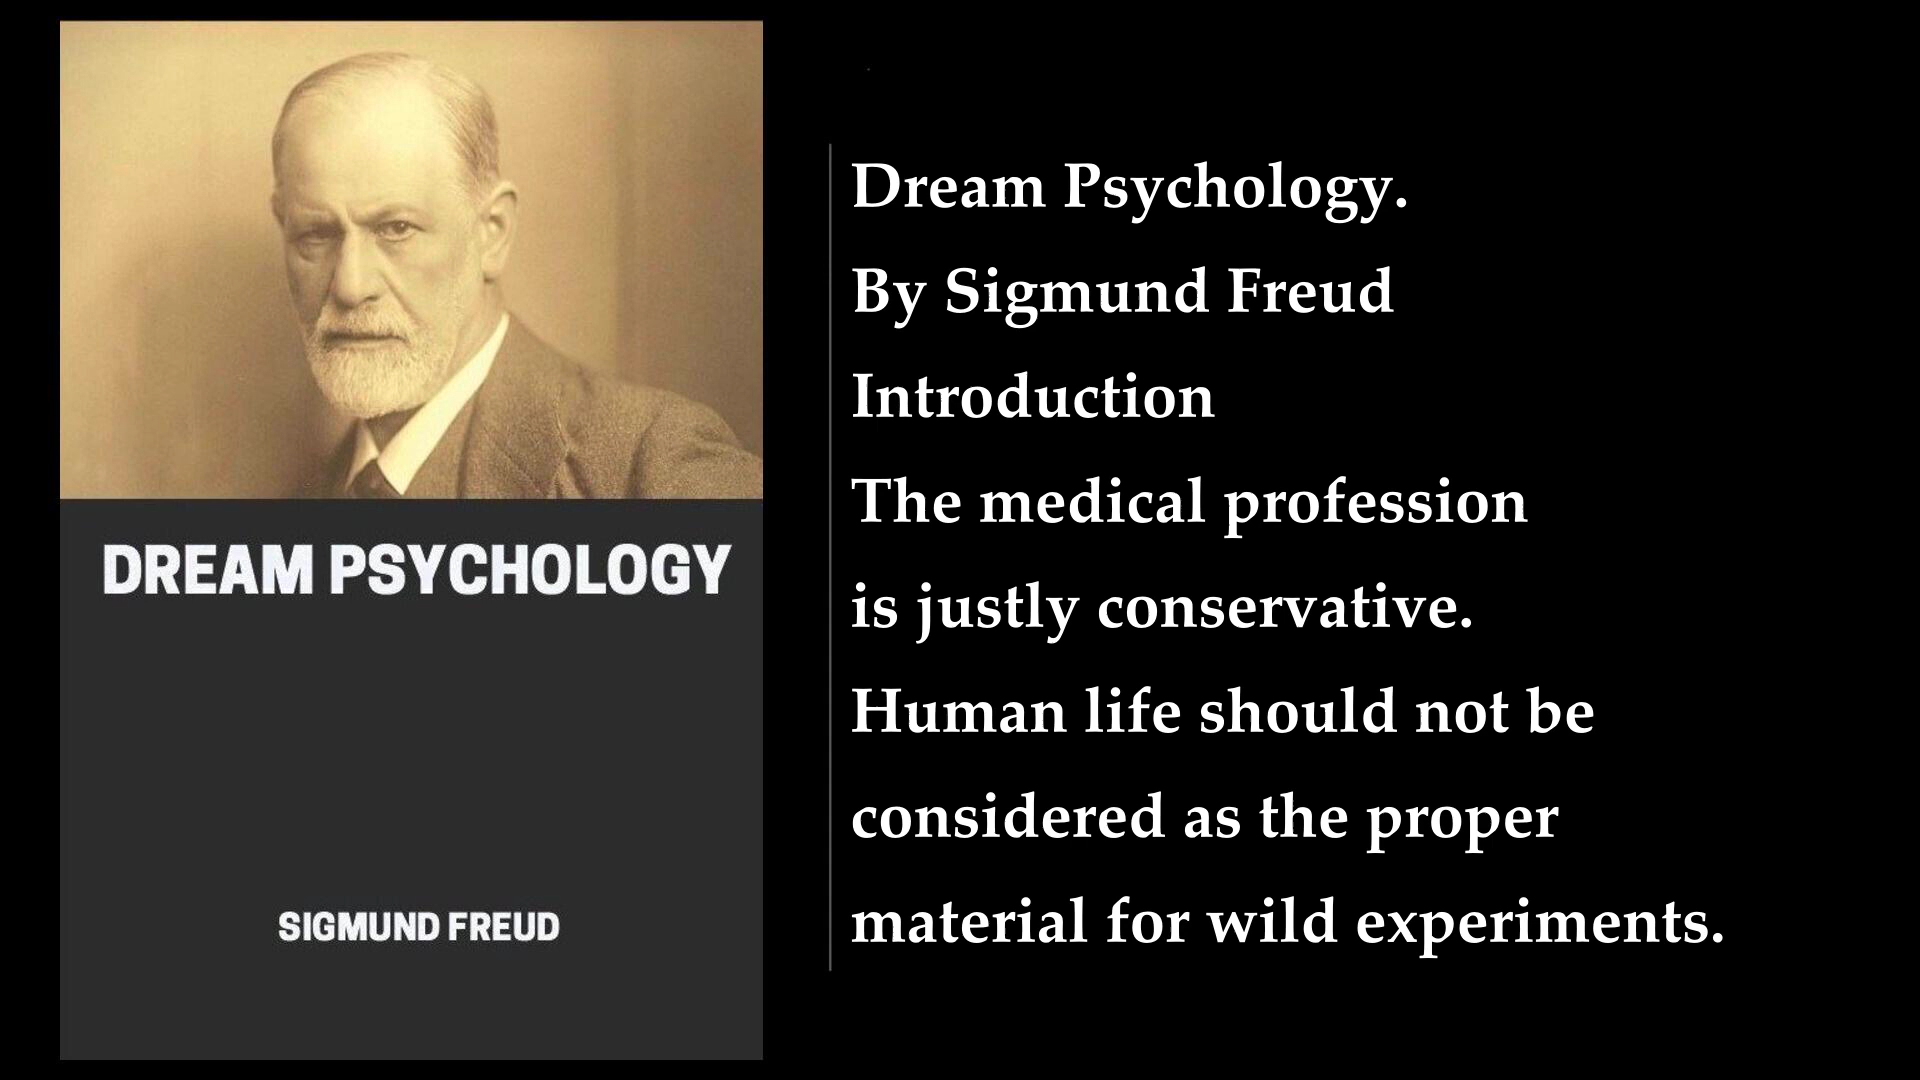 DREAM PSYCHOLOGY
SIGMUND FREUD
Dream Psychology.
By Sigmund Freud
Introduction
The medical profession
is justly conservative.
Human life should not be
considered as the proper
material for wild experiments.